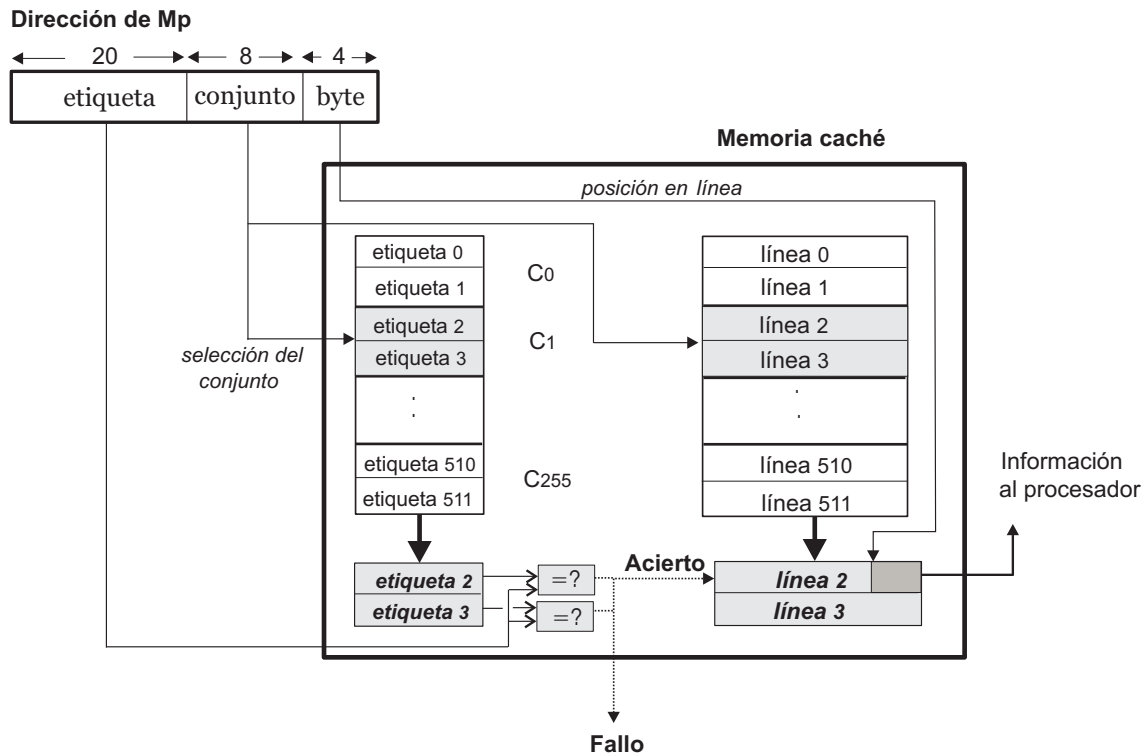 Dirección de Mp
20 8 4
etiqueta conjunto byte
Memoria caché
posición en línea
etiqueta 0
etiqueta 1
etiqueta 2
etiqueta 3
:
etiqueta 510
etiqueta 511
C0
C1
C255
selección del
conjunto
línea 0
línea 1
línea 2
línea 3
:
línea 510
línea 511
Información
al procesador
etiqueta 2
etiqueta 3
=?
=?
Acierto
línea 2
línea 3
Fallo